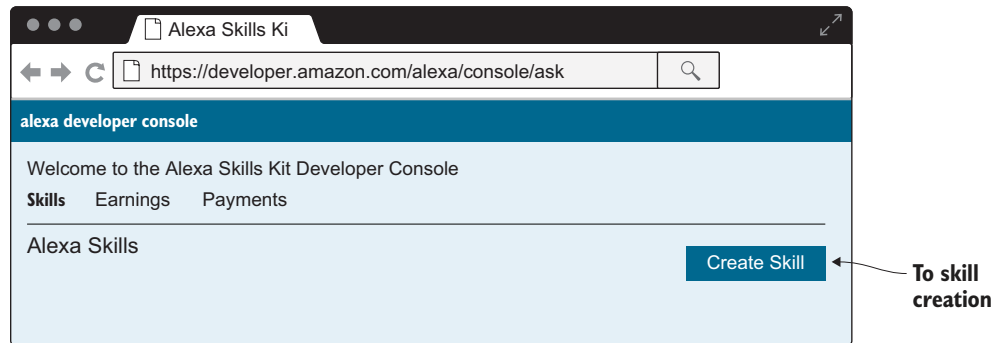 Alexa Skills Ki
https://developer.amazon.com/alexa/console/ask
alexa developer console
Welcome to the Alexa Skills Kit Developer Console
Skills Earnings Payments
Alexa Skills
Create Skill
To skill
creation